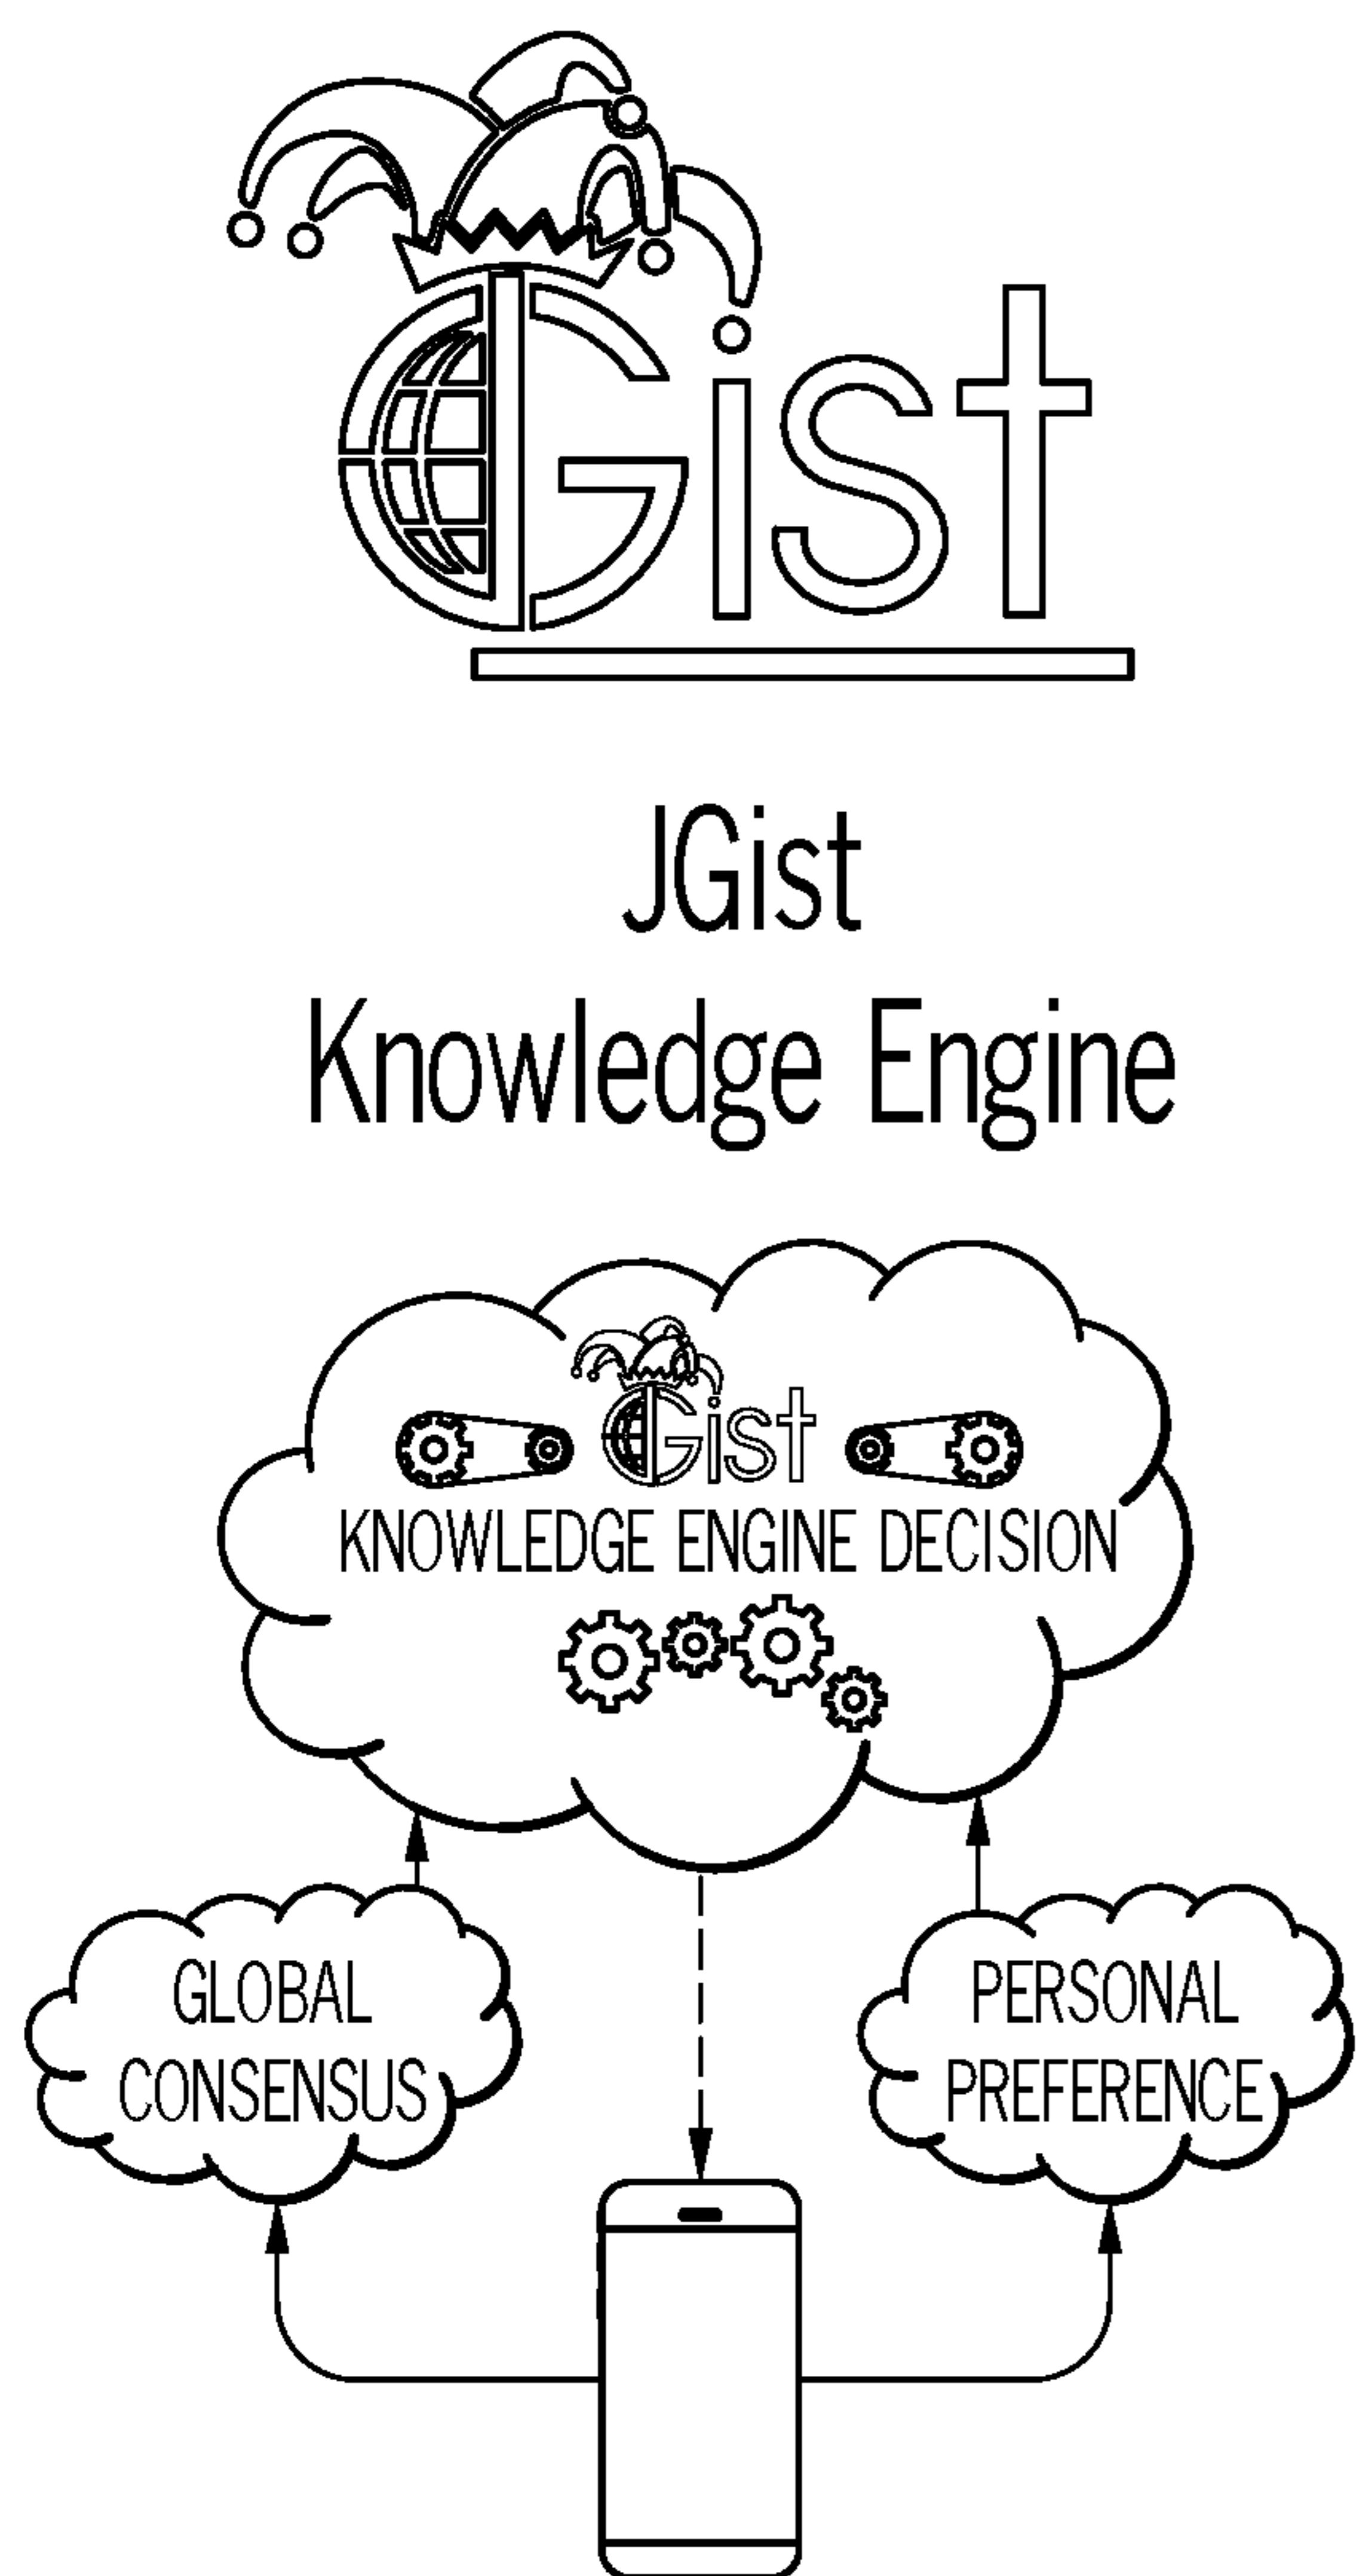 JGist
JGist
Knowledge Engine
JGist
KNOWLEDGE ENGINE DECISION
GLOBAL
CONSENSUS
PERSONAL
PREFERENCE